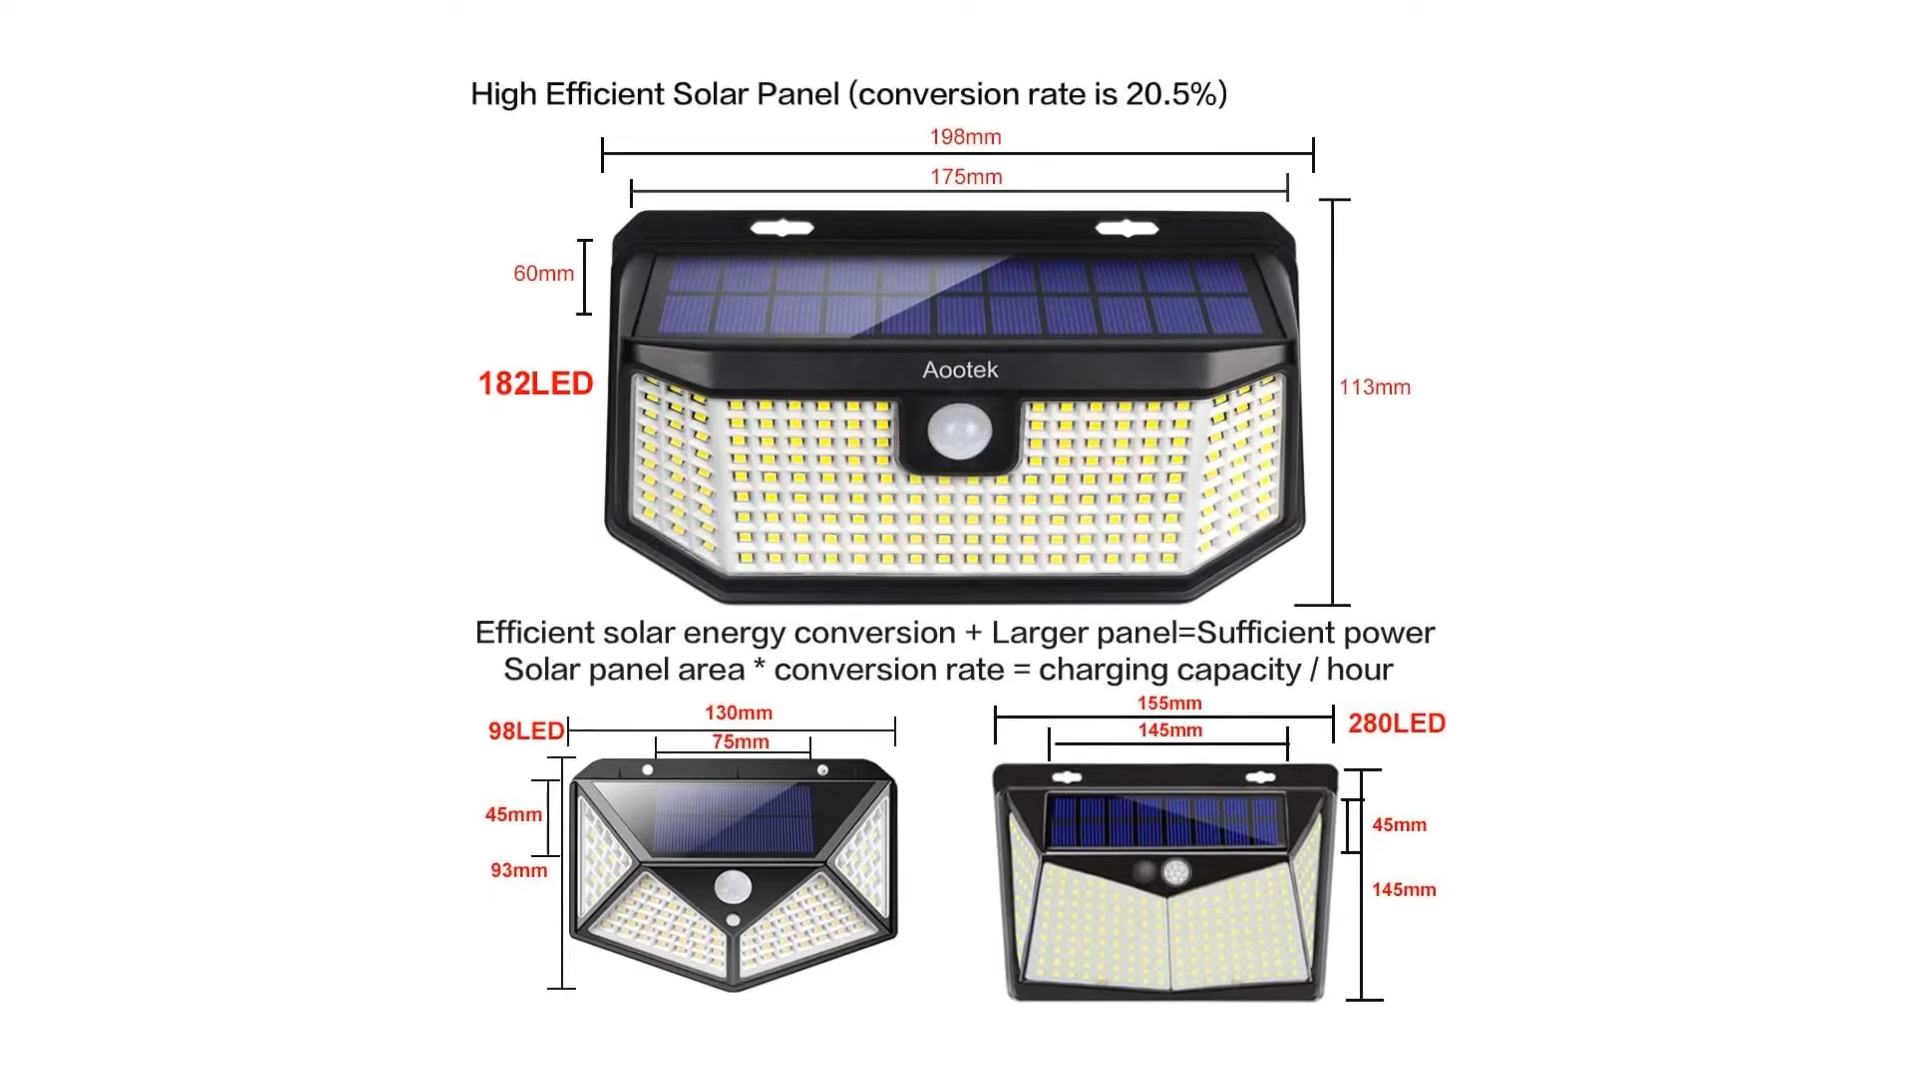 High Efficient Solar Panel (conversion rate is 20.5%)
198mm
175mm
60mm
182LED
Aootek
113mm
Efficient solar energy conversion + Larger panel=Sufficient power
Solar panel area * conversion rate = charging capacity / hour
98LED
130mm
75mm
45mm
93mm
155mm
145mm
280LED
45mm
145mm